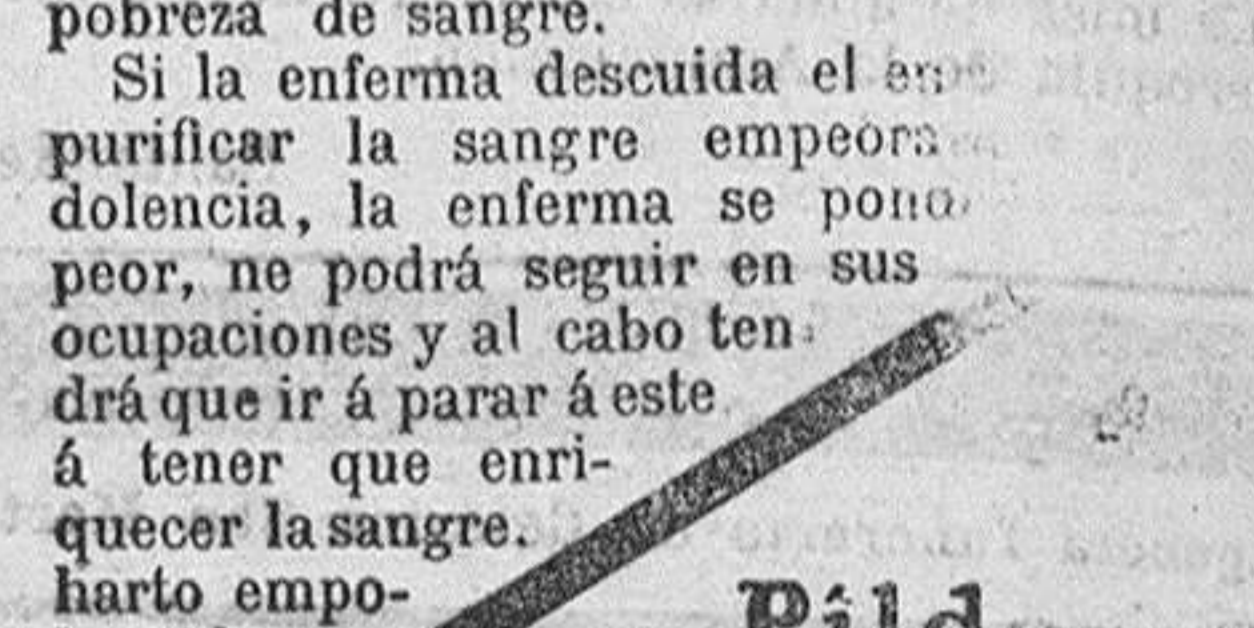 pobreza de sangre.
Si la enferma descuida el
purificar la sangre empeora
dolencia, la enferma se
peor, ne podrá seguir en sus
ocupaciones y al cabo ten
drá que ir á parar á este
á tener que enri-
quecer la sangre.
harto empo-
Píld